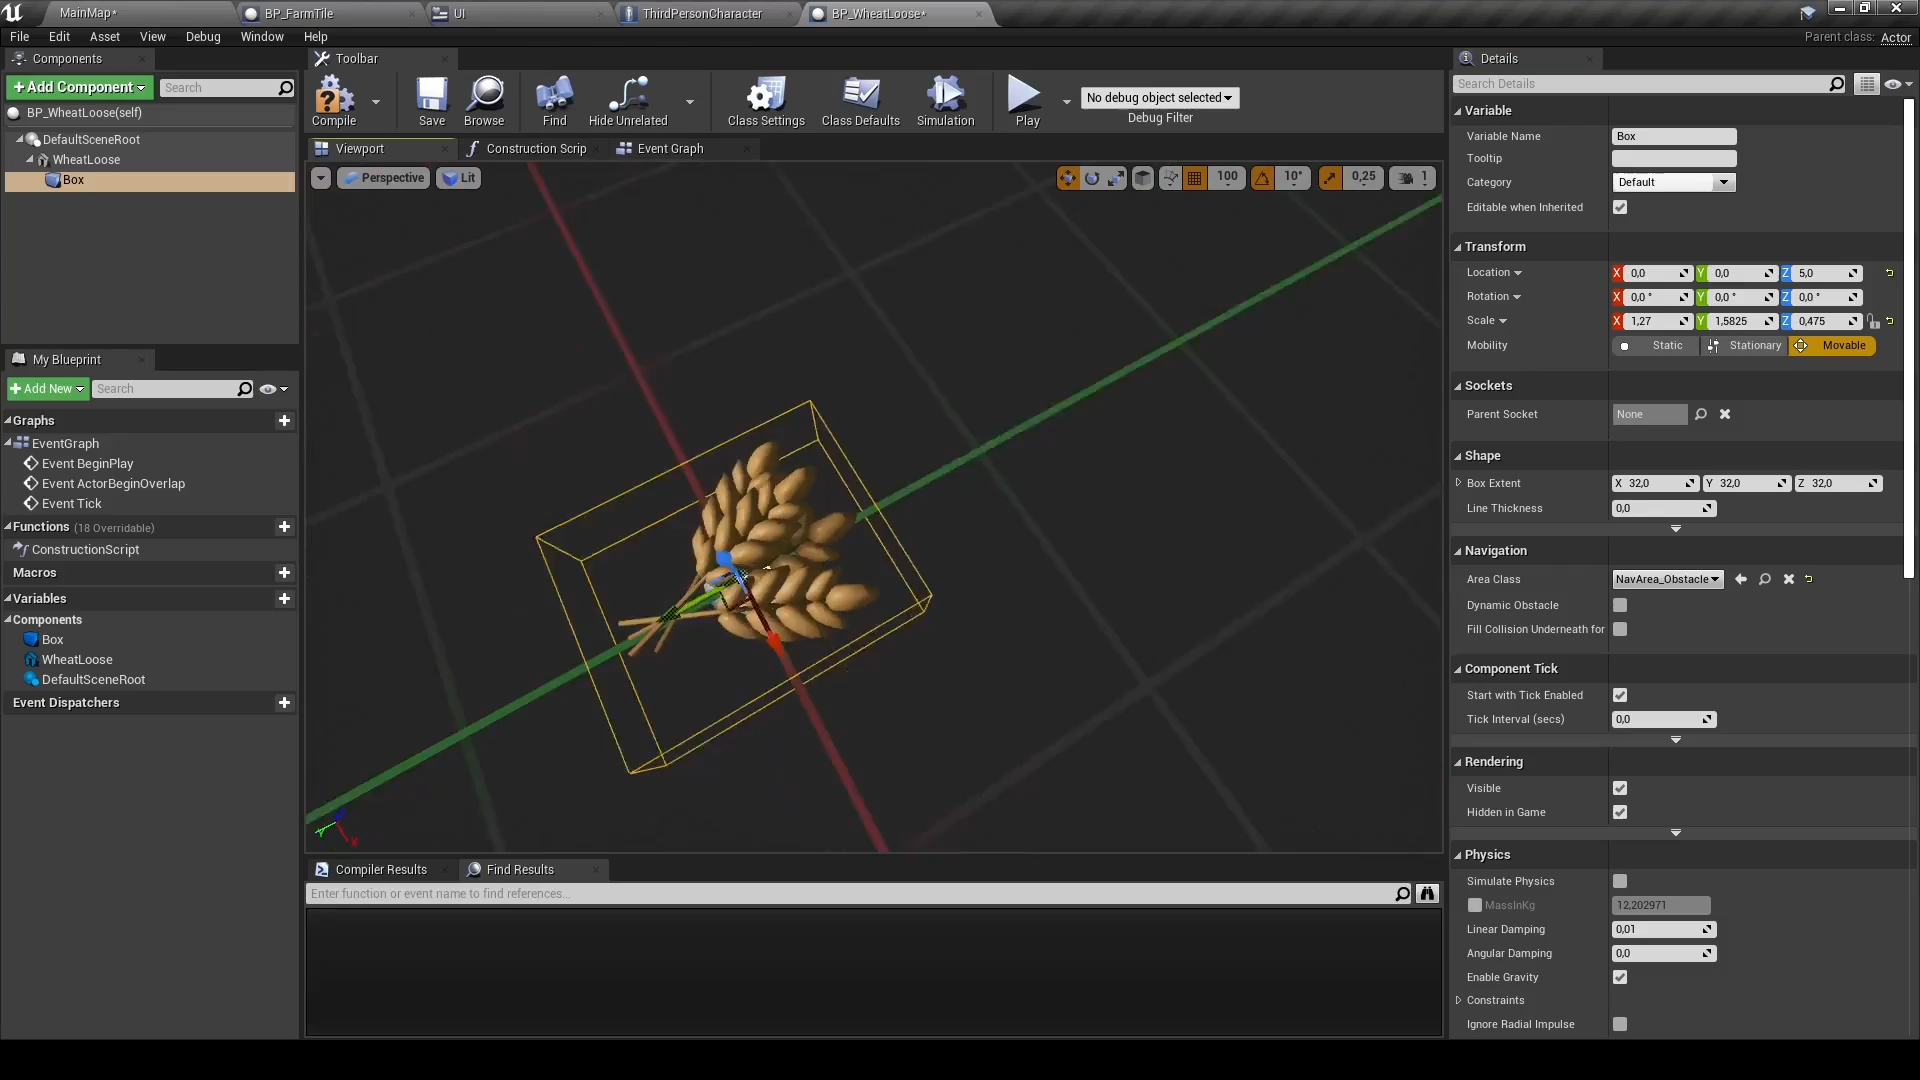 MainMap*
BP_FarmTile
UI
ThirdPersonCharacter
BP_WheatLoose*
File Edit Asset View Debug Window Help
Parent class: Actor
Components
+ Add Component
Search
BP_WheatLoose(self)
DefaultSceneRoot
WheatLoose
Box
My Blueprint
+ Add New
Search
Graphs
EventGraph
Event BeginPlay
Event ActorBeginOverlap
Event Tick
Functions (18 Overridable)
ConstructionScript
Macros
Variables
Components
Box
WheatLoose
DefaultSceneRoot
Event Dispatchers
Toolbar
Compile
Save
Browse
Find
Hide Unrelated
Class Settings
Class Defaults
Simulation
Play
No debug object selected
Debug Filter
Viewport
Construction Scrip
Event Graph
Perspective
Lit
100
10°
0,25
1
Compiler Results
Find Results
Enter function or event name to find references...
Details
Search Details
Variable
Variable Name Box
Tooltip
Category Default
Editable when Inherited
Transform
Location X 0,0 Y 0,0 Z 5,0
Rotation X 0,0 ° Y 0,0 ° Z 0,0 °
Scale X 1,27 Y 1,5825 Z 0,475
Mobility Static Stationary Movable
Sockets
Parent Socket None
Shape
Box Extent X 32,0 Y 32,0 Z 32,0
Line Thickness 0,0
Navigation
Area Class NavArea_Obstacle
Dynamic Obstacle
Fill Collision Underneath for
Component Tick
Start with Tick Enabled
Tick Interval (secs) 0,0
Rendering
Visible
Hidden in Game
Physics
Simulate Physics
MassInKg 12,202971
Linear Damping 0,01
Angular Damping 0,0
Enable Gravity
Constraints
Ignore Radial Impulse